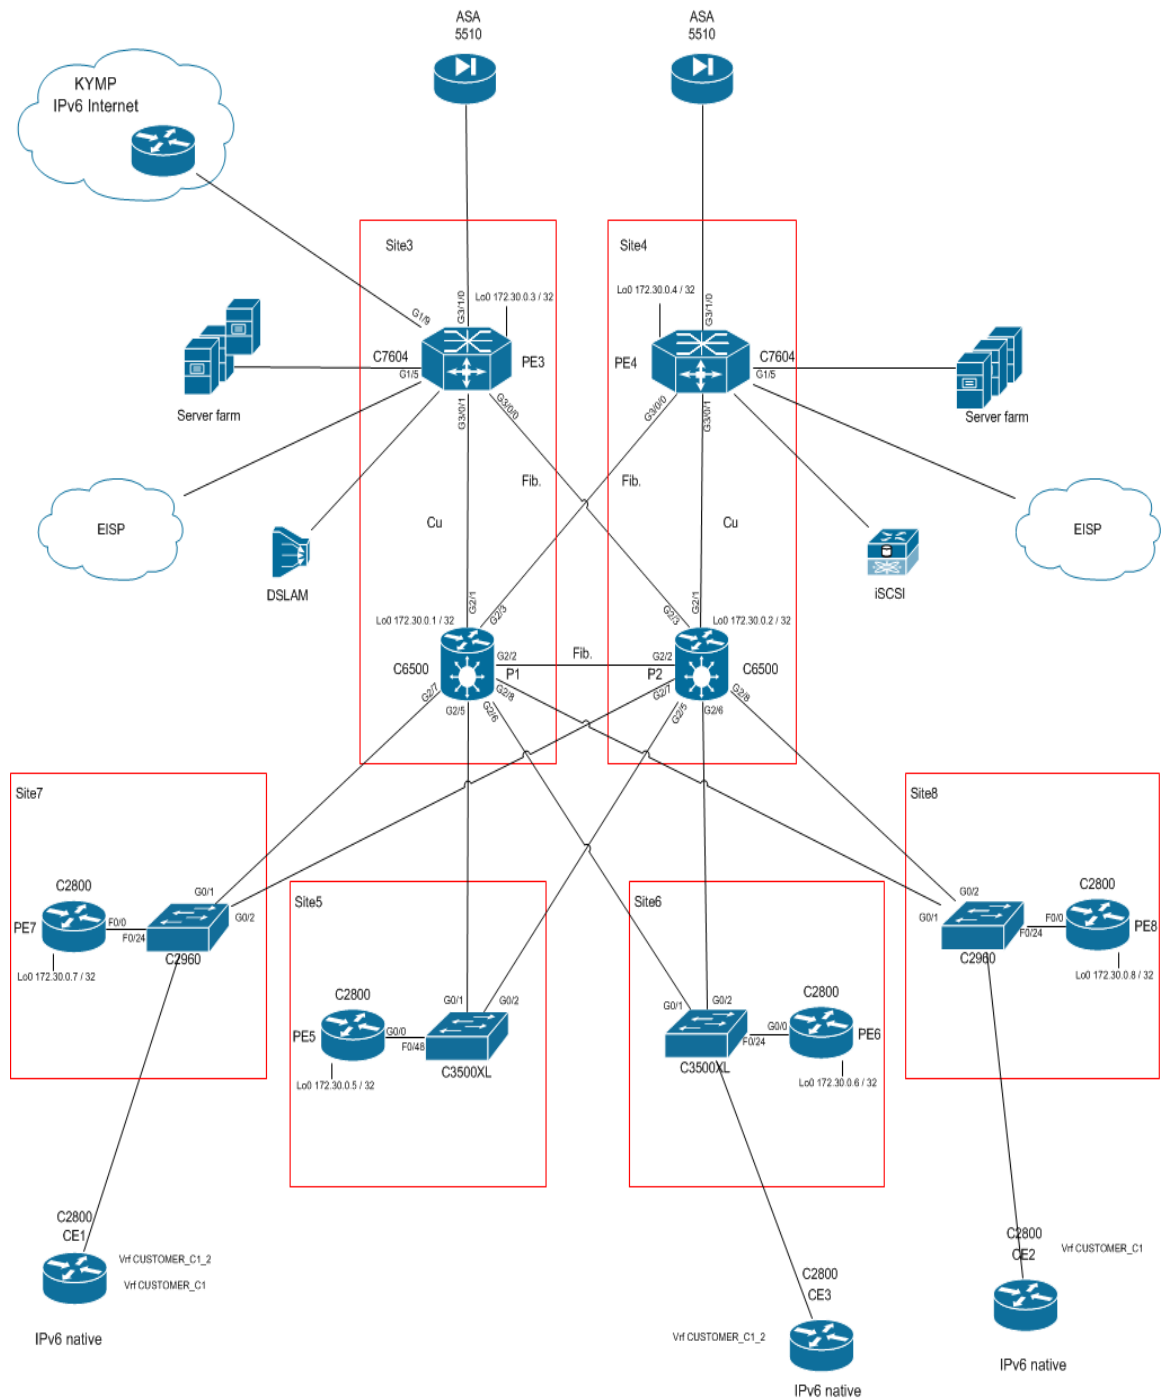 ASA
5510
ASA
5510
KYMP
IPv6 Internet
Site3
Site4
Lo0 172.30.0.3 / 32
Lo0 172.30.0.4 / 32
G3/1/0
G3/1/0
G1/9
C7604
G1/5
PE3
PE4
C7604
G1/5
Server farm
Server farm
G3/0/1
G3/0/0
G3/0/0
G3/0/1
Fib.
Fib.
EISP
Cu
Cu
EISP
DSLAM
iSCSI
G2/1
G2/3
G2/3
G2/1
Lo0 172.30.0.1 / 32
Lo0 172.30.0.2 / 32
C6500
G2/2
Fib.
G2/2
C6500
P1
P2
G2/7
G2/5
G2/6
G2/8
G2/7
G2/5
G2/6
G2/8
Site7
Site8
C2800
G0/1
G0/2
PE7
F0/0
F0/24
C2960
Lo0 172.30.0.7 / 32
Site5
Site6
G0/2
C2800
G0/1
F0/0
F0/24
PE8
C2960
Lo0 172.30.0.8 / 32
C2800
G0/1
G0/2
PE5
G0/0
F0/48
C3500XL
Lo0 172.30.0.5 / 32
G0/1
G0/2
C2800
G0/0
F0/24
PE6
C3500XL
Lo0 172.30.0.6 / 32
C2800
CE1
Vrf CUSTOMER_C1_2
Vrf CUSTOMER_C1
IPv6 native
C2800
CE3
Vrf CUSTOMER_C1_2
IPv6 native
C2800
CE2
Vrf CUSTOMER_C1
IPv6 native